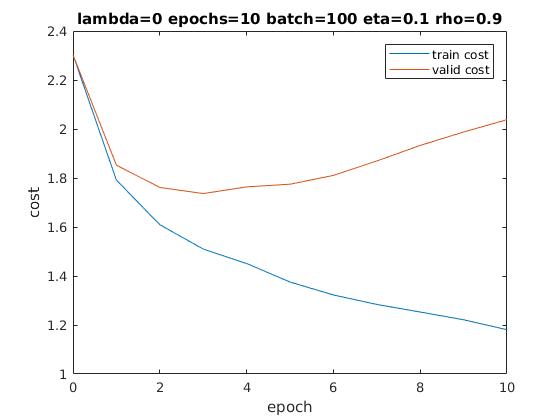 lambda=0 epochs=10 batch=100 eta=0.1 rho=0.9
2.4
2.2
2
1.8
1.6
1.4
1.2
1
cost
train cost
valid cost
0
2
4
6
8
10
epoch